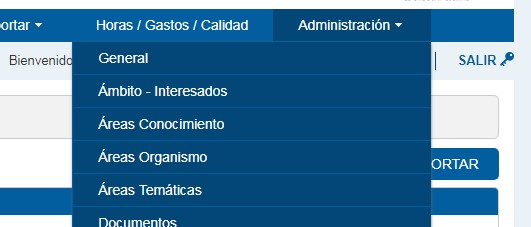 ortar Horas / Gastos / Calidad Administración
Bienvenido General SALIR
Ámbito - Interesados
Áreas Conocimiento
Áreas Organismo ORTAR
Áreas Temáticas
Documentos